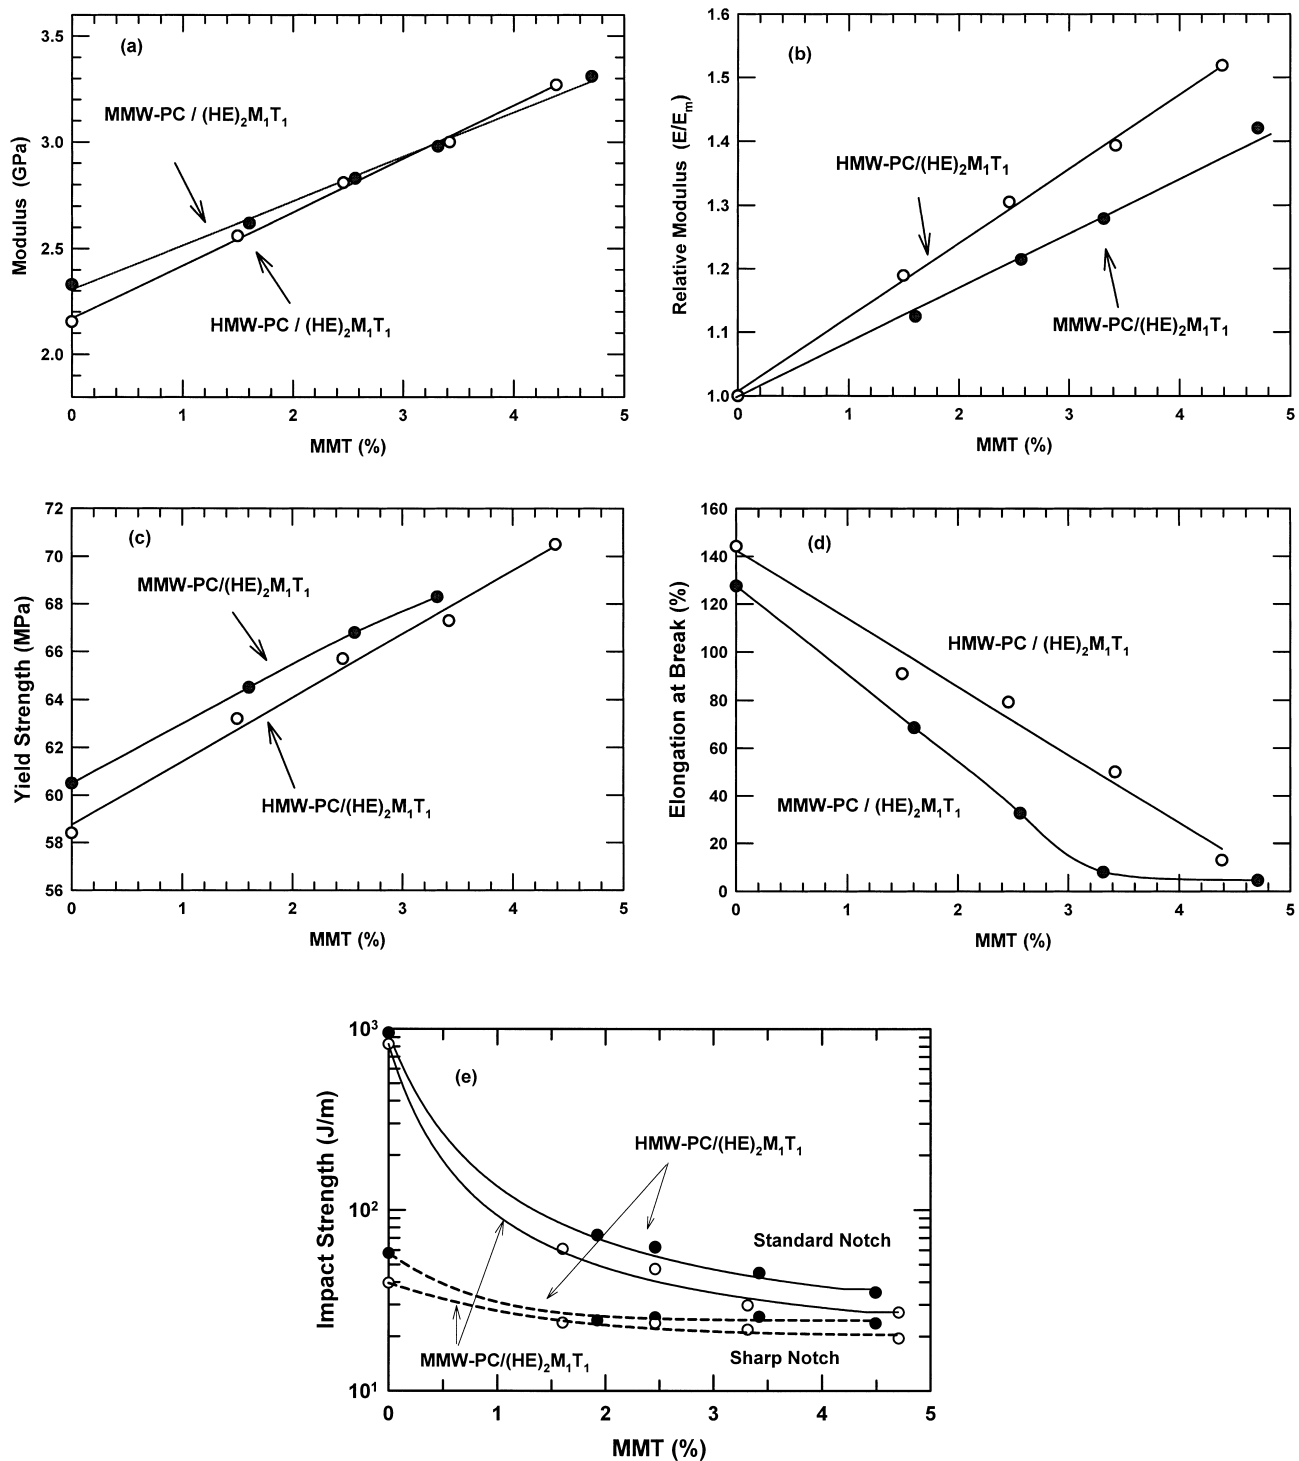 (a)
3.5
3.0
2.5
2.0
Modulus (GPa)
MMW-PC / (HE)₂M₁T₁
HMW-PC / (HE)₂M₁T₁
0 1 2 3 4 5
MMT (%)
(b)
1.6
1.5
1.4
1.3
1.2
1.1
1.0
Relative Modulus (E/Eₘ)
HMW-PC/(HE)₂M₁T₁
MMW-PC/(HE)₂M₁T₁
0 1 2 3 4 5
MMT (%)
(c)
72
70
68
66
64
62
60
58
56
Yield Strength (MPa)
MMW-PC/(HE)₂M₁T₁
HMW-PC/(HE)₂M₁T₁
0 1 2 3 4 5
MMT (%)
(d)
160
140
120
100
80
60
40
20
0
Elongation at Break (%)
HMW-PC / (HE)₂M₁T₁
MMW-PC / (HE)₂M₁T₁
0 1 2 3 4 5
MMT (%)
(e)
10³
10²
10¹
Impact Strength (J/m)
HMW-PC/(HE)₂M₁T₁
Standard Notch
Sharp Notch
MMW-PC/(HE)₂M₁T₁
0 1 2 3 4 5
MMT (%)